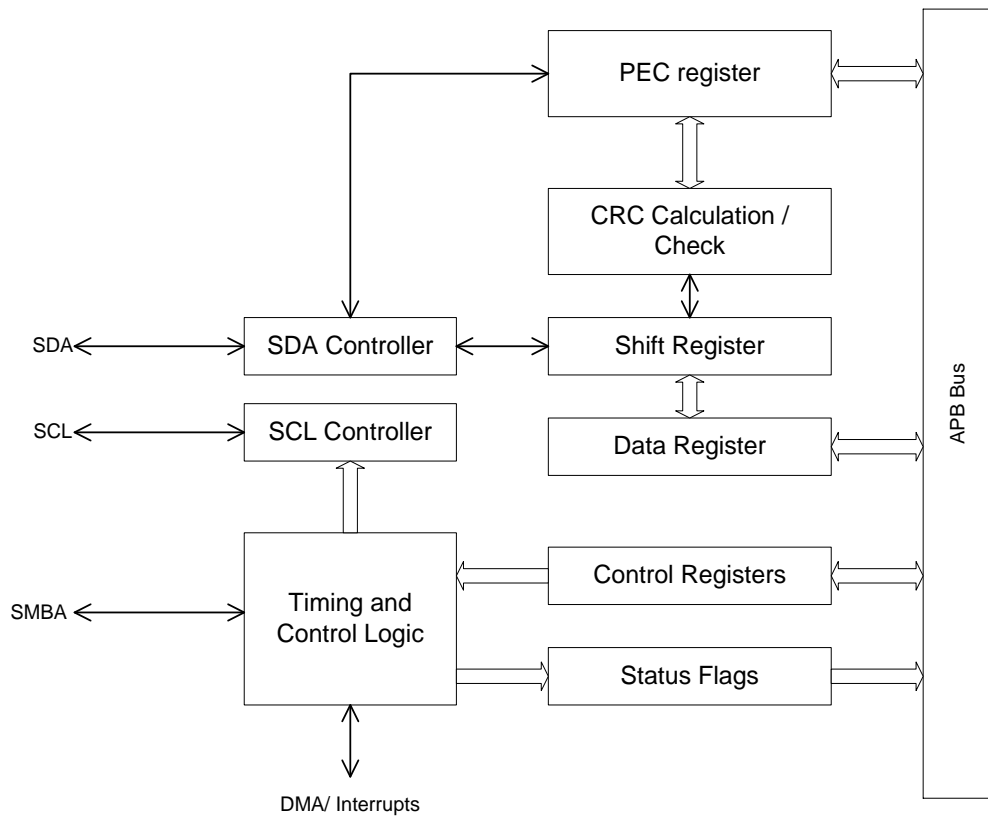 PEC register
CRC Calculation /
Check
SDA
SDA Controller
Shift Register
SCL
SCL Controller
Data Register
APB Bus
Control Registers
SMBA
Timing and
Control Logic
Status Flags
DMA/ Interrupts